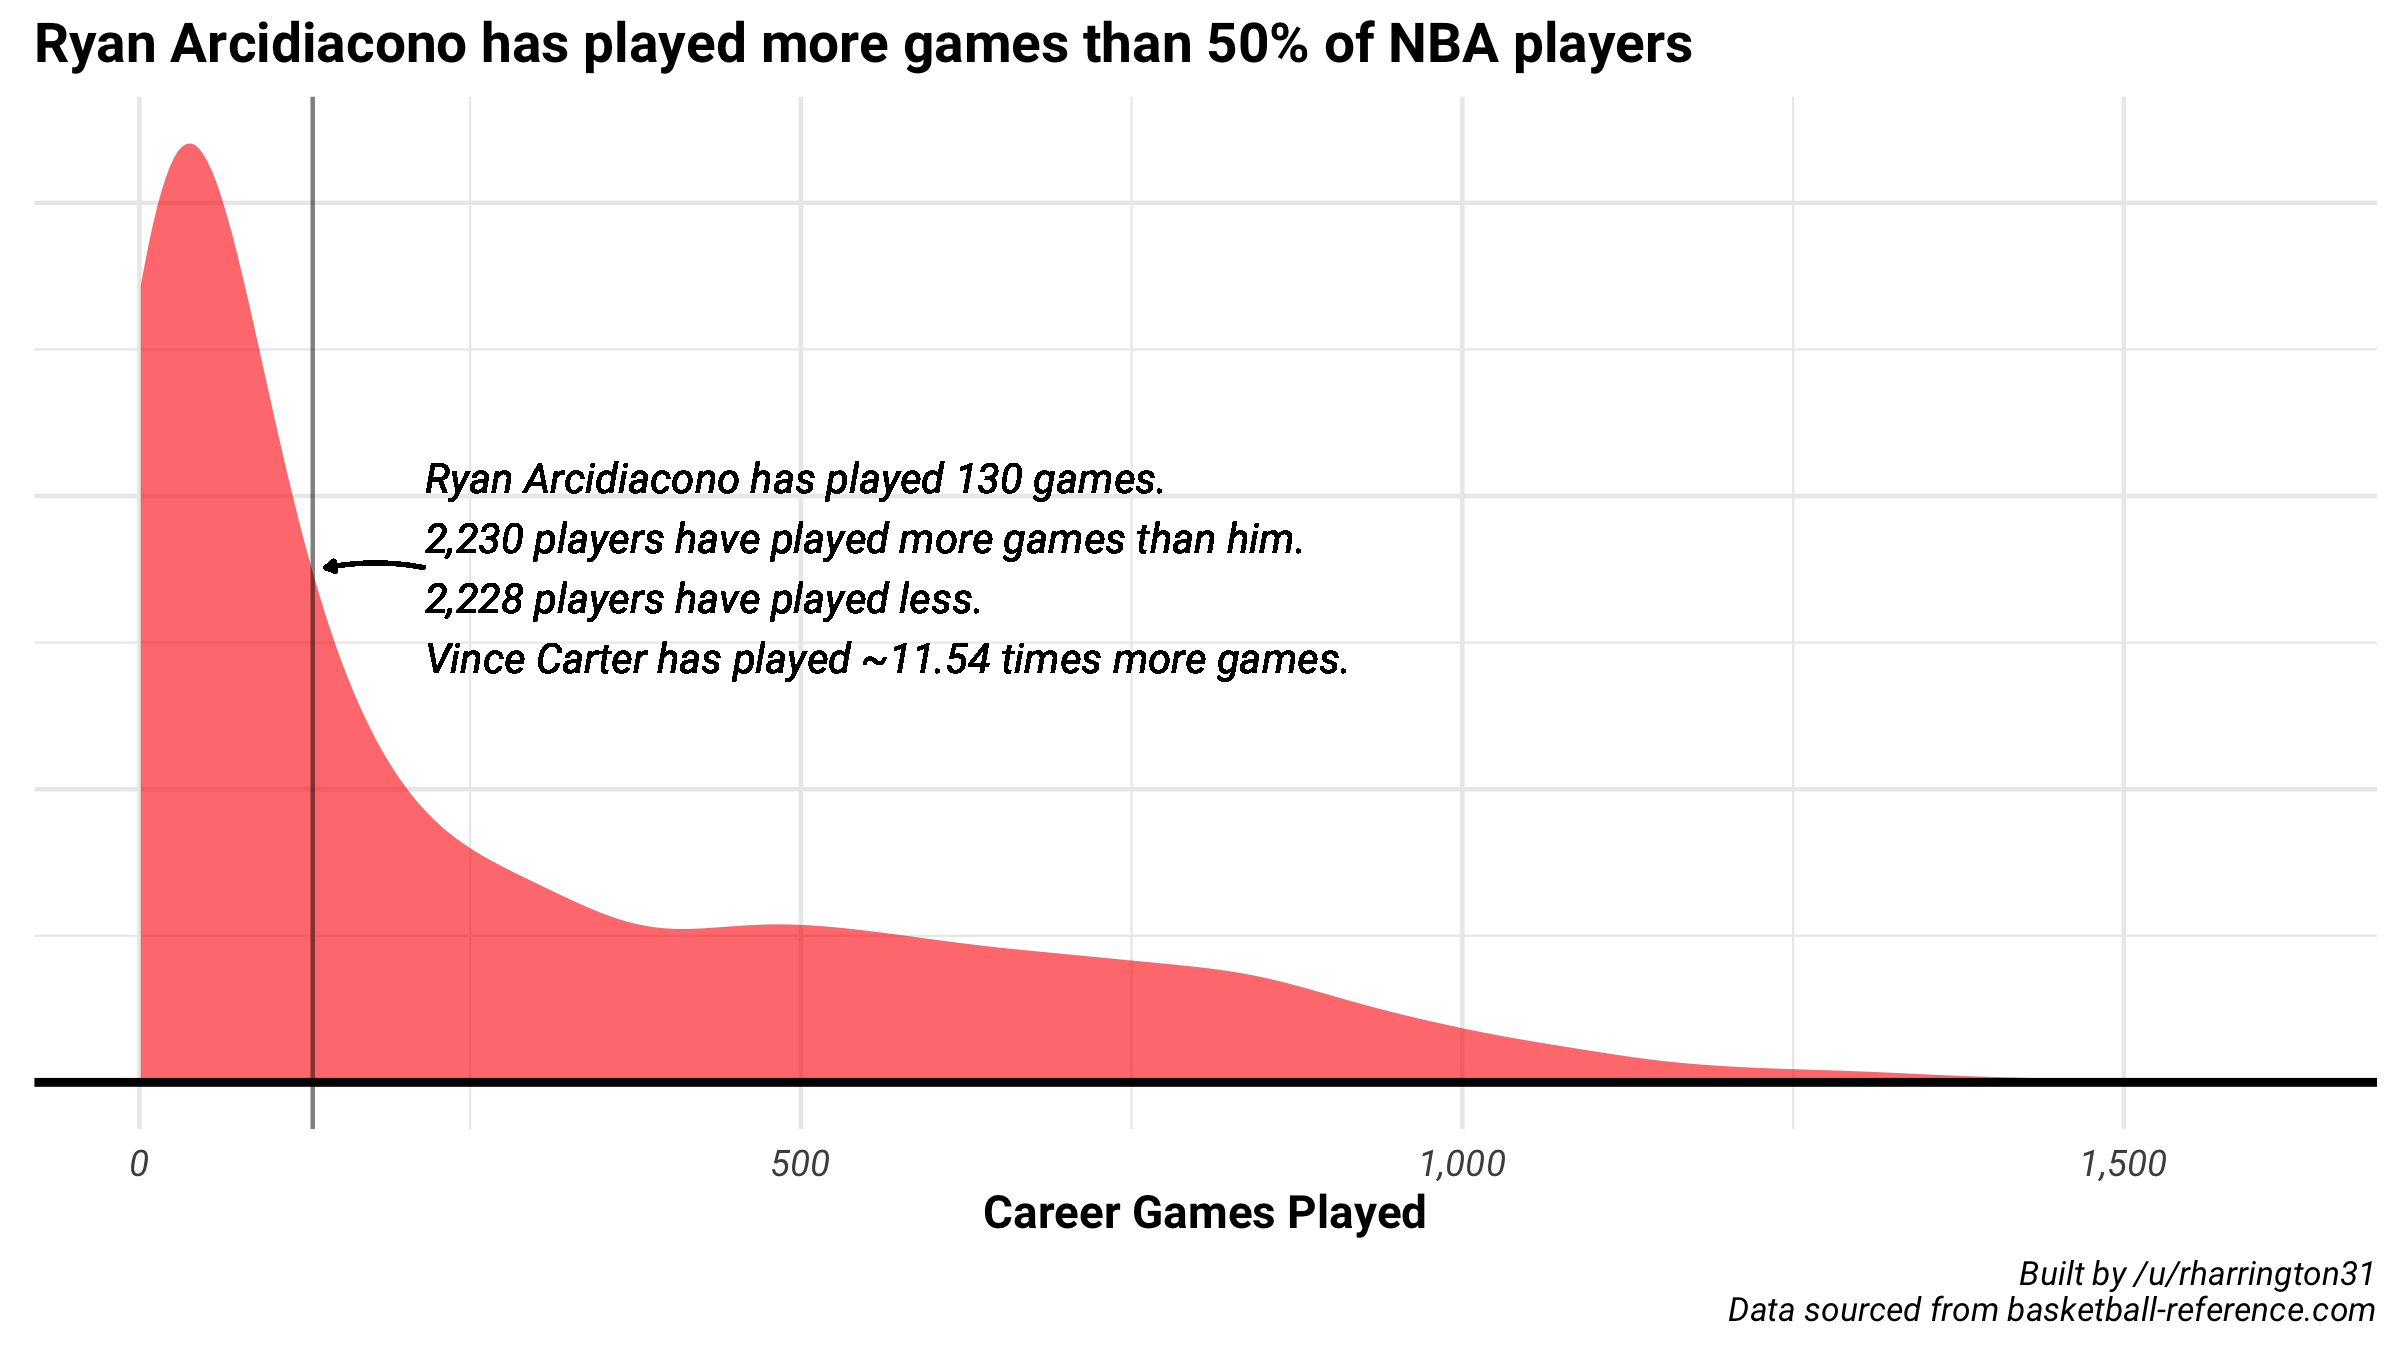 Ryan Arcidiacono has played more games than 50% of NBA players
Ryan Arcidiacono has played 130 games.
2,230 players have played more games than him.
2,228 players have played less.
Vince Carter has played ~11.54 times more games.
0 500 1,000 1,500
Career Games Played
Built by /u/rharrington31
Data sourced from basketball-reference.com